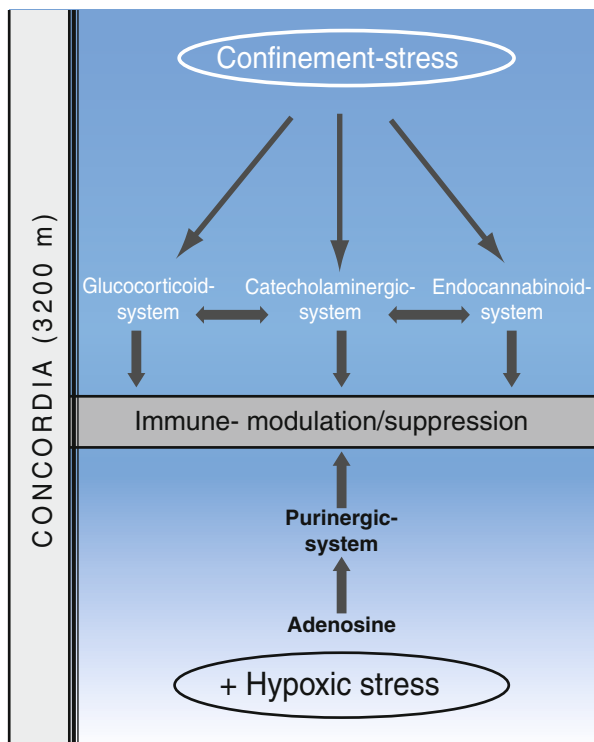 CONCORDIA (3200 m)
Confinement-stress
Glucocorticoid-
system
Catecholaminergic-
system
Endocannabinoid-
system
Immune- modulation/suppression
Purinergic-
system
Adenosine
+ Hypoxic stress